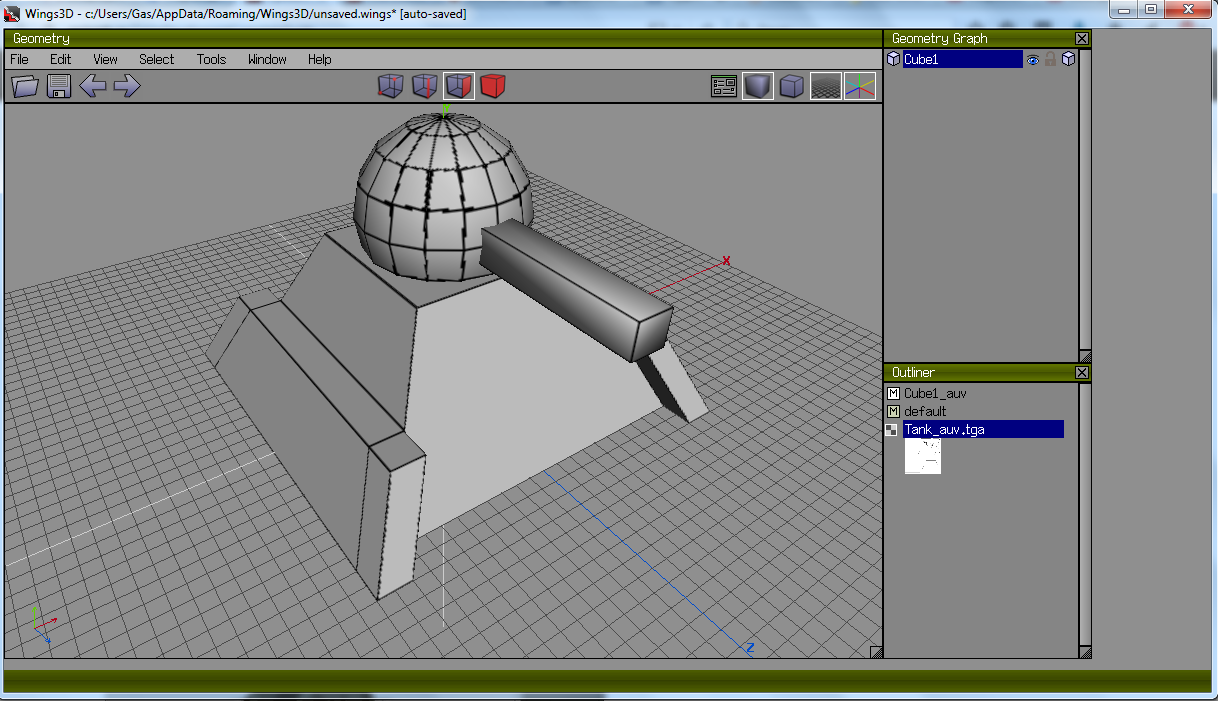 Wings3D - c:/Users/Gas/AppData/Roaming/Wings3D/unsaved.wings* [auto-saved]
Geometry
File Edit View Select Tools Window Help
X
Z
Geometry Graph
Cube1
Outliner
M Cube1_auv
M default
Tank_auv.tga